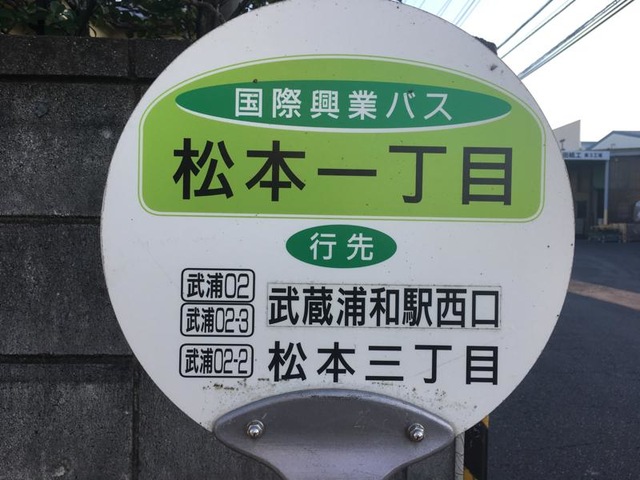 国際興業バス
松本一丁目
行先
武浦02
武浦02-3
武蔵浦和駅西口
武浦02-2
松本三丁目